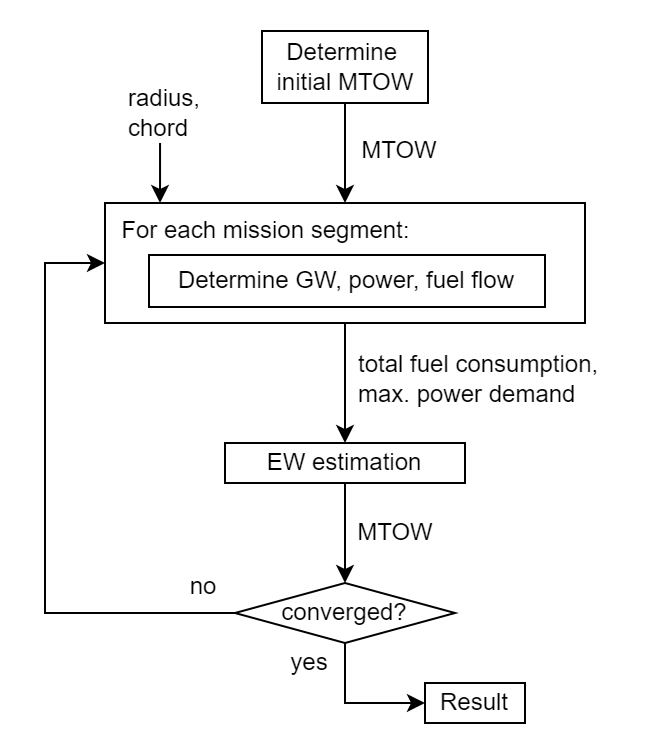 Determine
initial MTOW
radius,
chord
MTOW
For each mission segment:
Determine GW, power, fuel flow
total fuel consumption,
max. power demand
EW estimation
MTOW
no
converged?
yes
Result